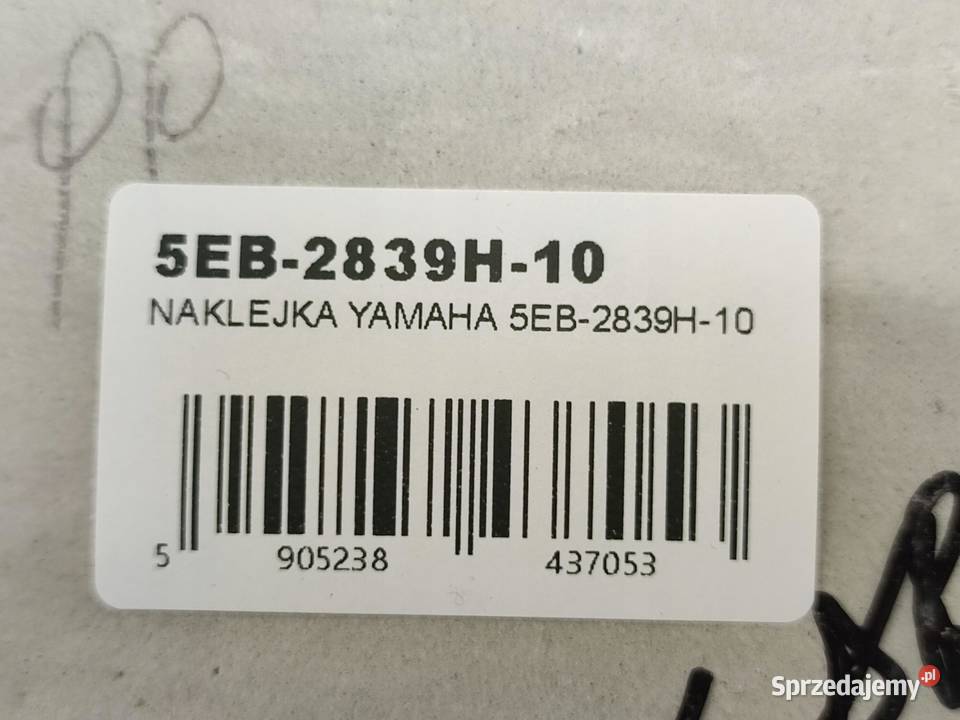 5EB-2839H-10
NAKLEJKA YAMAHA 5EB-2839H-10
5 905238 437053
Sprzedajemy.pl